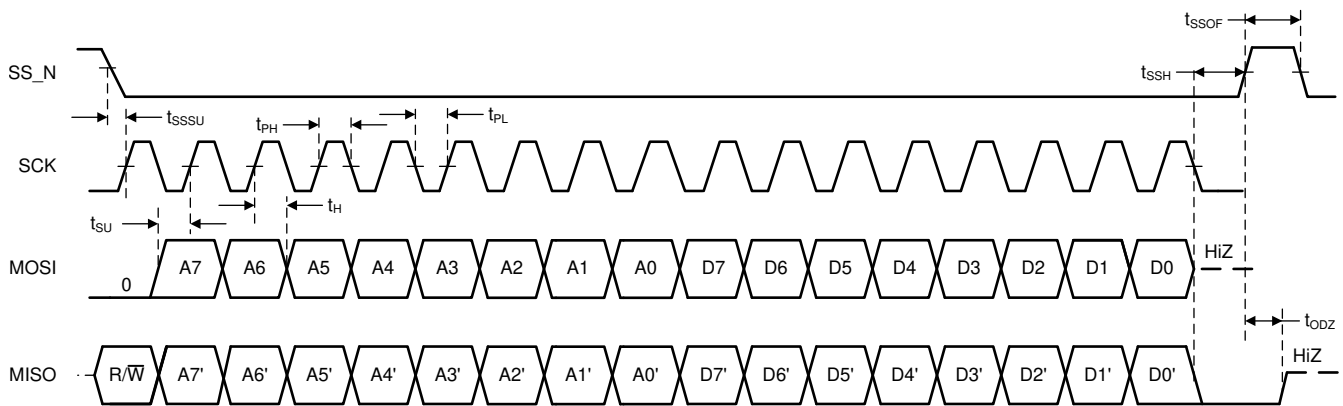 tSSOF
SS_N
tSSH
tSSSU
tPH
tPL
SCK
tSU
tH
MOSI 0 A7 A6 A5 A4 A3 A2 A1 A0 D7 D6 D5 D4 D3 D2 D1 D0 HiZ
tODZ
HiZ
MISO R/W̅ A7' A6' A5' A4' A3' A2' A1' A0' D7' D6' D5' D4' D3' D2' D1' D0'